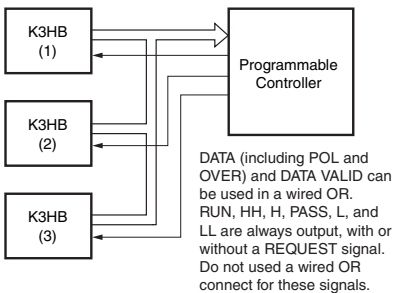 K3HB
(1)
K3HB
(2)
K3HB
(3)
Programmable
Controller
DATA (including POL and
OVER) and DATA VALID can
be used in a wired OR.
RUN, HH, H, PASS, L, and
LL are always output, with or
without a REQUEST signal.
Do not used a wired OR
connect for these signals.